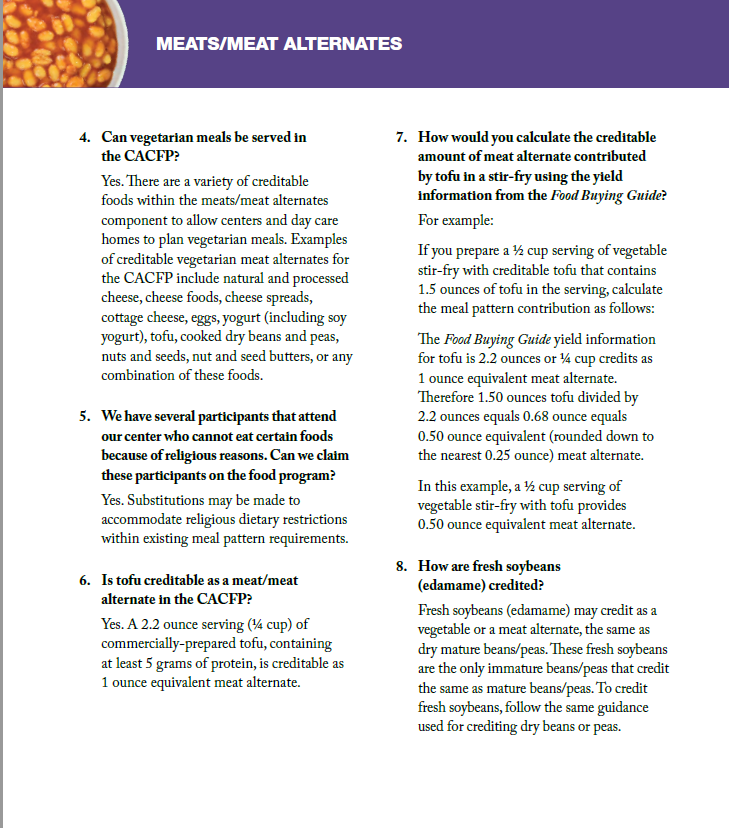 MEATS/MEAT ALTERNATES
4. Can vegetarian meals be served in
the CACFP?
Yes. There are a variety of creditable
foods within the meats/meat alternates
component to allow centers and day care
homes to plan vegetarian meals. Examples
of creditable vegetarian meat alternates for
the CACFP include natural and processed
cheese, cheese foods, cheese spreads,
cottage cheese, eggs, yogurt (including soy
yogurt), tofu, cooked dry beans and peas,
nuts and seeds, nut and seed butters, or any
combination of these foods.
5. We have several participants that attend
our center who cannot eat certain foods
because of religious reasons. Can we claim
these participants on the food program?
Yes. Substitutions may be made to
accommodate religious dietary restrictions
within existing meal pattern requirements.
6. Is tofu creditable as a meat/meat
alternate in the CACFP?
Yes. A 2.2 ounce serving (¼ cup) of
commercially-prepared tofu, containing
at least 5 grams of protein, is creditable as
1 ounce equivalent meat alternate.
7. How would you calculate the creditable
amount of meat alternate contributed
by tofu in a stir-fry using the yield
information from the Food Buying Guide?
For example:
If you prepare a ½ cup serving of vegetable
stir-fry with creditable tofu that contains
1.5 ounces of tofu in the serving, calculate
the meal pattern contribution as follows:
The Food Buying Guide yield information
for tofu is 2.2 ounces or ¼ cup credits as
1 ounce equivalent meat alternate.
Therefore 1.50 ounces tofu divided by
2.2 ounces equals 0.68 ounce equals
0.50 ounce equivalent (rounded down to
the nearest 0.25 ounce) meat alternate.
In this example, a ½ cup serving of
vegetable stir-fry with tofu provides
0.50 ounce equivalent meat alternate.
8. How are fresh soybeans
(edamame) credited?
Fresh soybeans (edamame) may credit as a
vegetable or a meat alternate, the same as
dry mature beans/peas. These fresh soybeans
are the only immature beans/peas that credit
the same as mature beans/peas. To credit
fresh soybeans, follow the same guidance
used for crediting dry beans or peas.